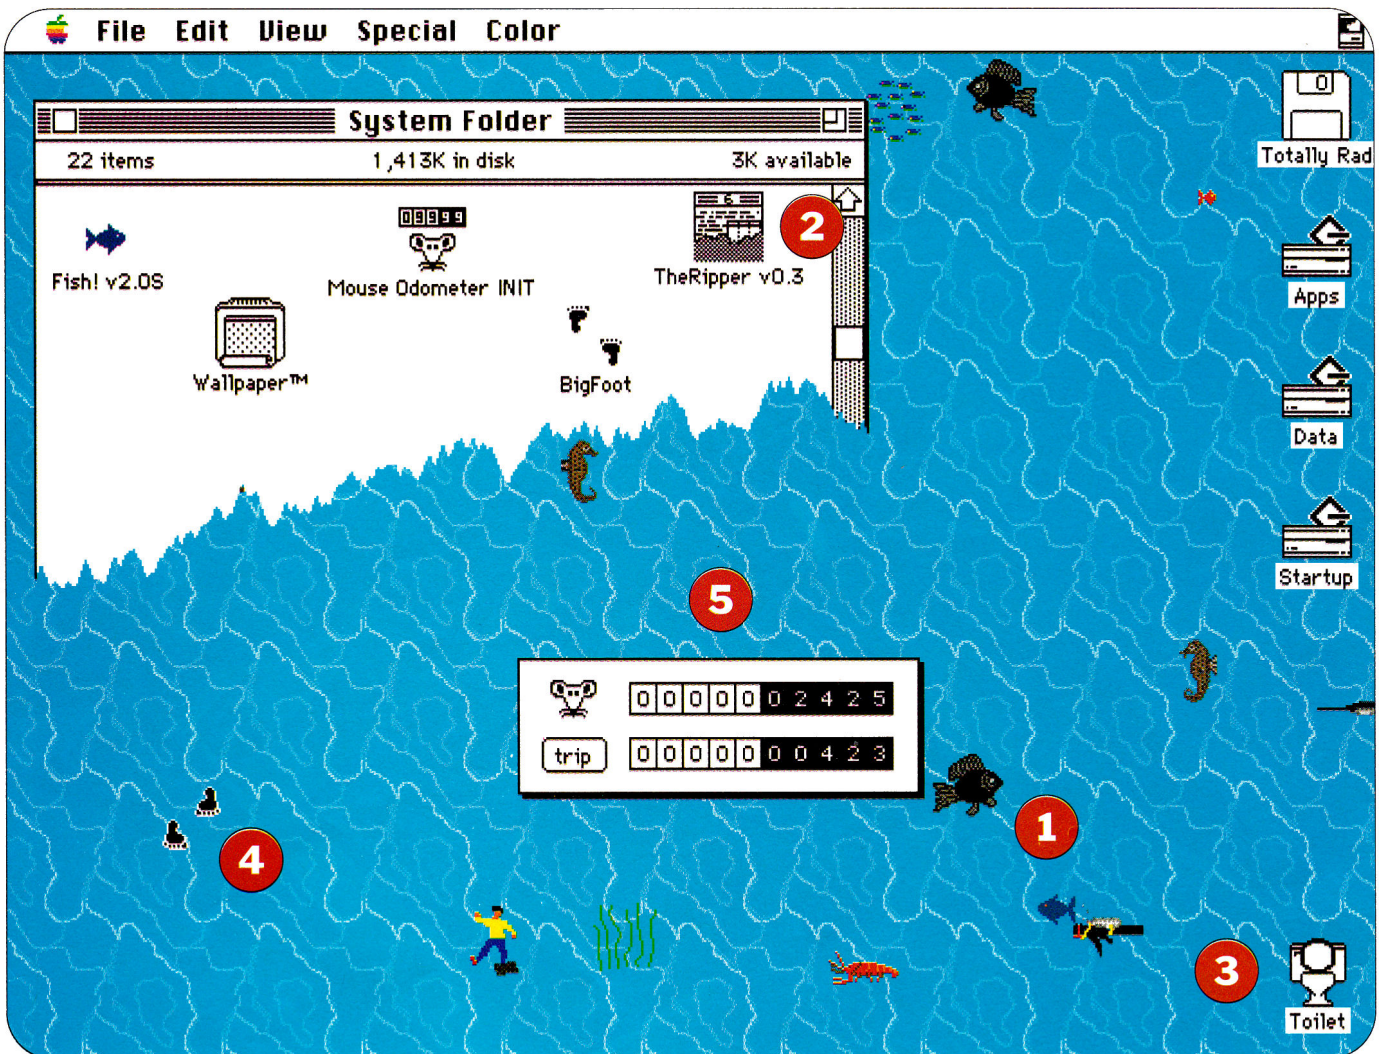 File Edit View Special Color
System Folder
22 items 1,413K in disk 3K available
Fish! v2.0S
09999
Mouse Odometer INIT
6
TheRipper v0.3
2
Wallpaper™
BigFoot
0
Totally Rad
Apps
Data
Startup
5
0000002425
trip 0000000423
1
4
3
Toilet